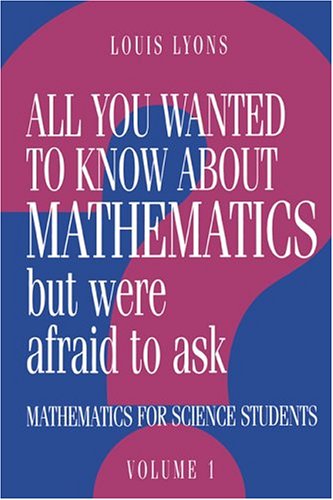 LOUIS LYONS
ALL YOU WANTED
TO KNOW ABOUT
MATHEMATICS
but were
afraid to ask
MATHEMATICS FOR SCIENCE STUDENTS
VOLUME 1